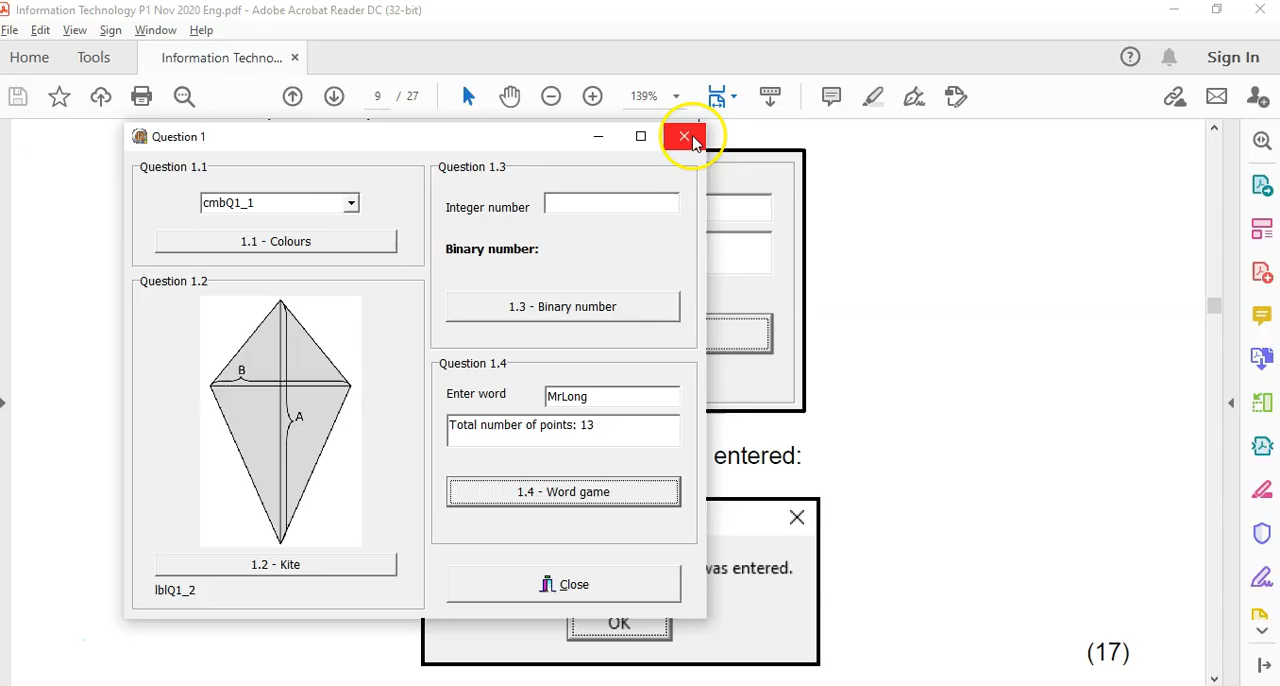 Information Technology P1 Nov 2020 Eng.pdf - Adobe Acrobat Reader DC (32-bit)
File Edit View Sign Window Help
Home Tools Information Techno... Sign In
9 / 27 139%
Question 1
Question 1.1
cmbQ1_1
1.1 - Colours
Question 1.2
B
A
1.2 - Kite
lblQ1_2
Question 1.3
Integer number
Binary number:
1.3 - Binary number
Question 1.4
Enter word MrLong
Total number of points: 13
1.4 - Word game
Close
entered:
was entered.
OK
(17)